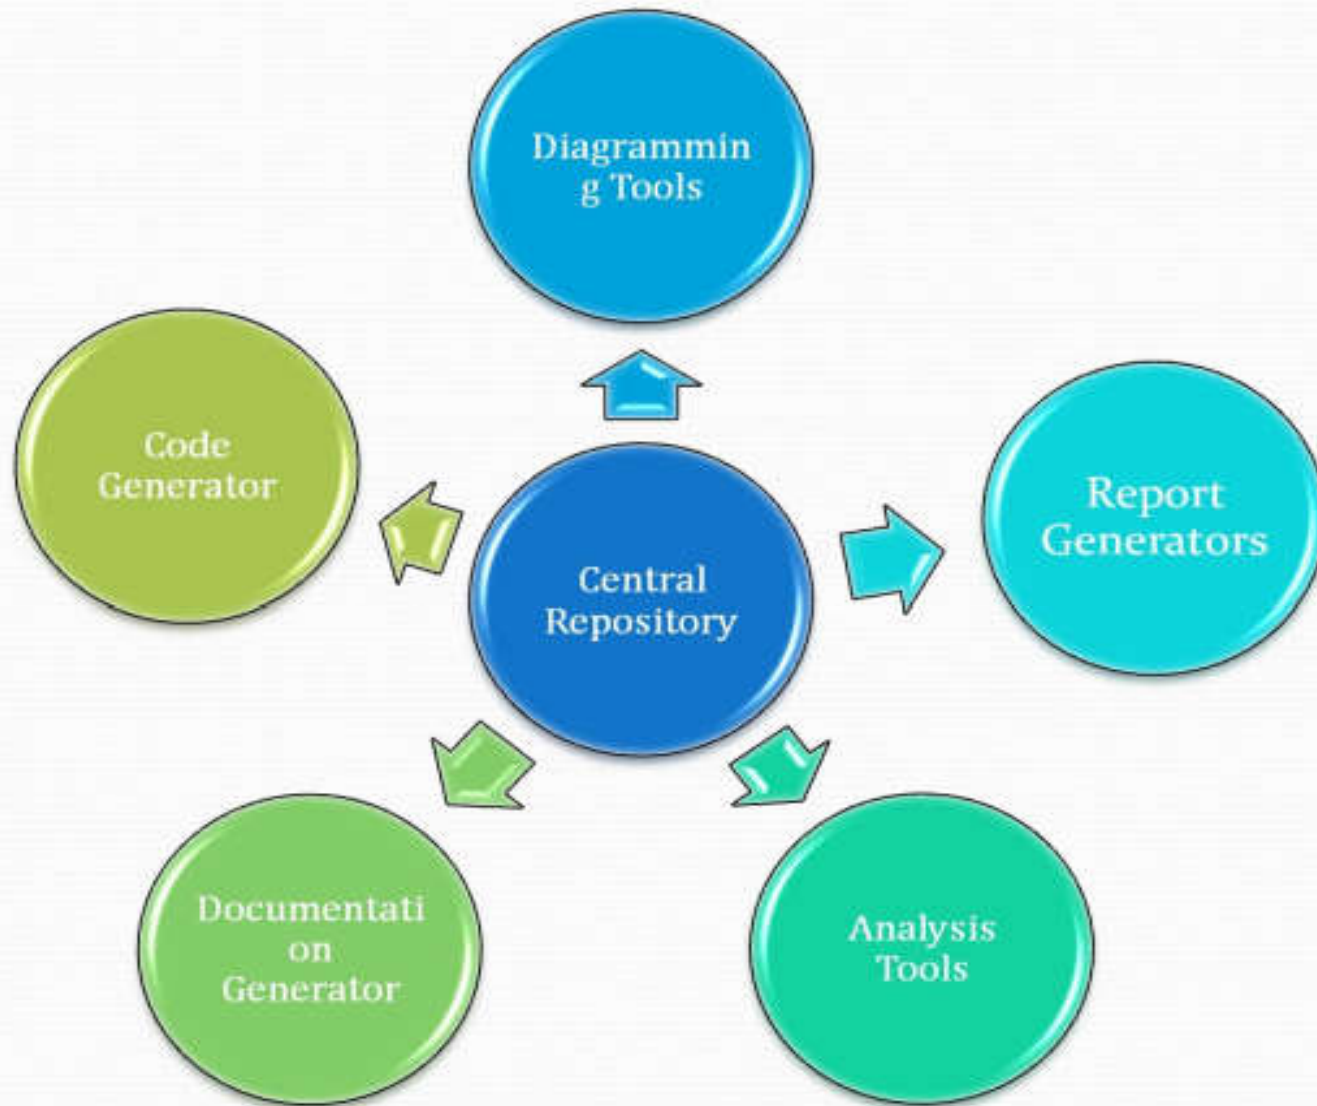 Diagrammin
g Tools
Code
Generator
Report
Generators
Central
Repository
Documentati
on
Generator
Analysis
Tools